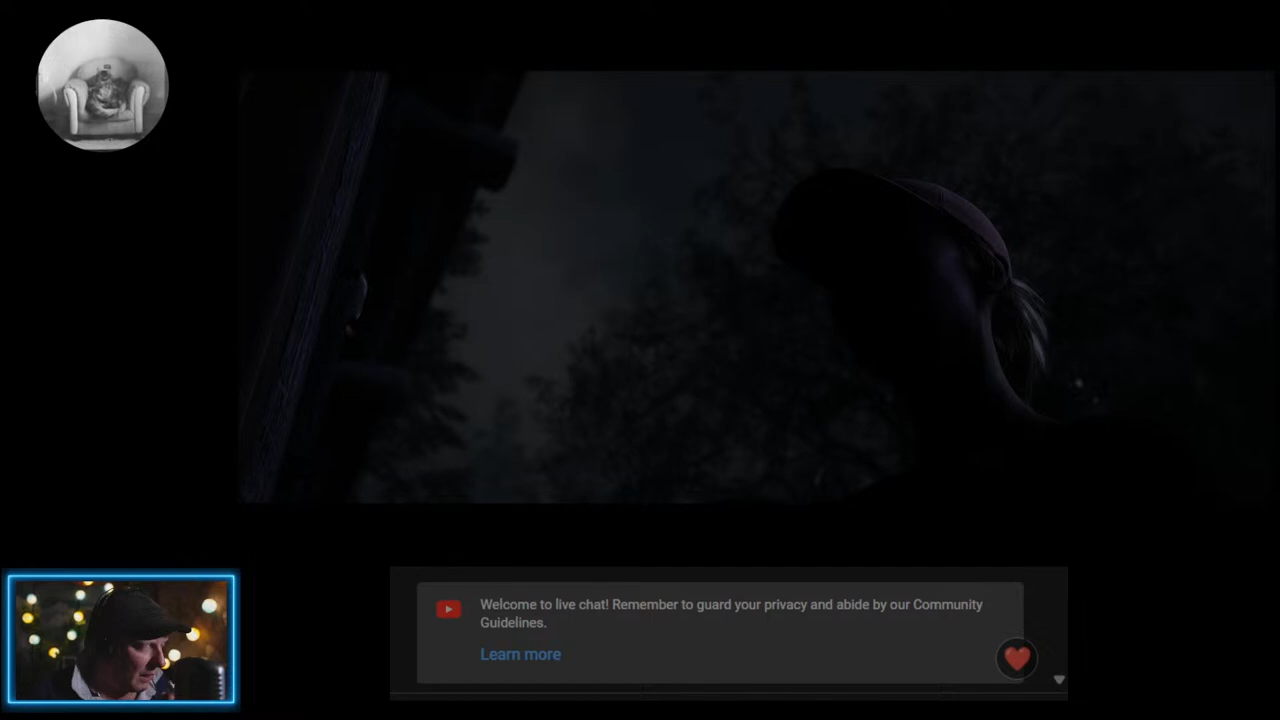 Welcome to live chat! Remember to guard your privacy and abide by our Community
Guidelines.
Learn more